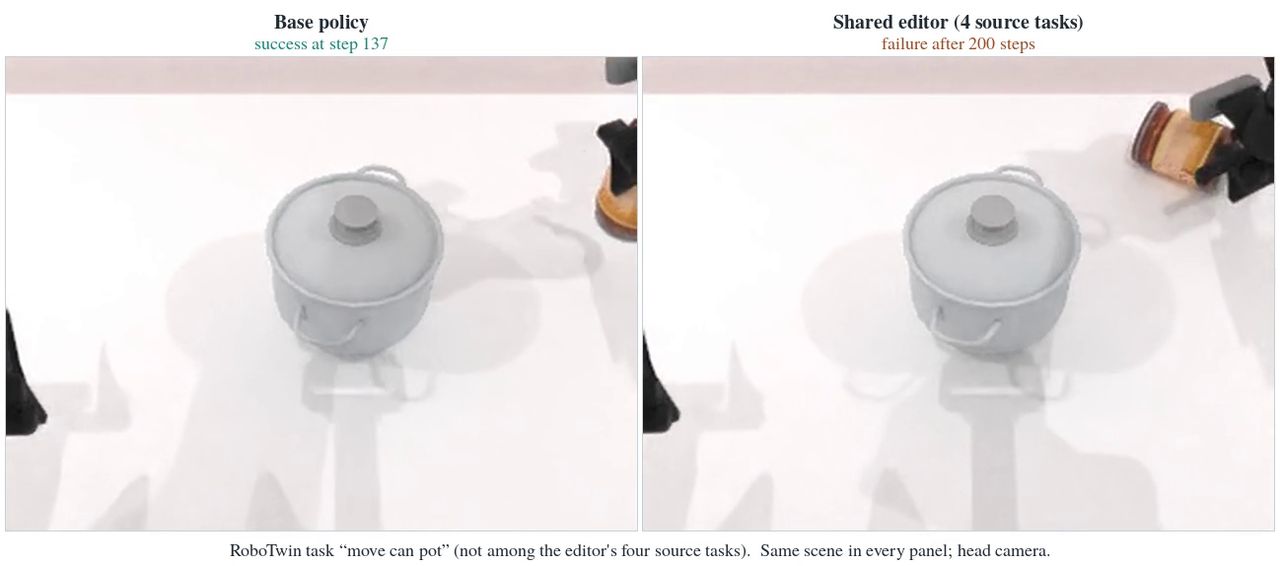 Base policy
success at step 137
Shared editor (4 source tasks)
failure after 200 steps
RoboTwin task “move can pot” (not among the editor's four source tasks).  Same scene in every panel; head camera.